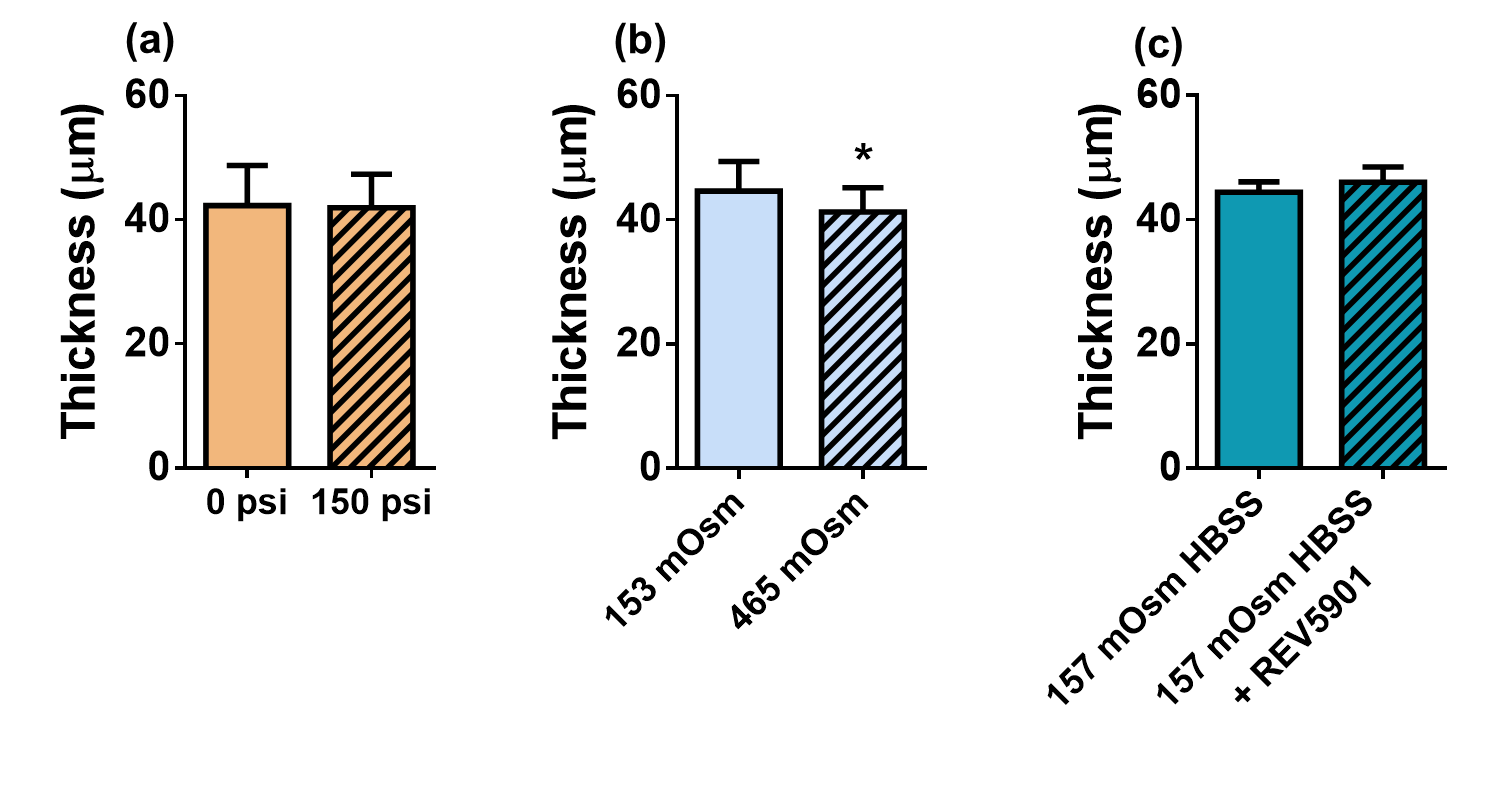 (a)
60
40
20
0
Thickness (μm)
0 psi
150 psi
(b)
60
40
20
0
Thickness (μm)
*
153 mOsm
465 mOsm
(c)
60
40
20
0
Thickness (μm)
157 mOsm HBSS
157 mOsm HBSS
+ REV5901